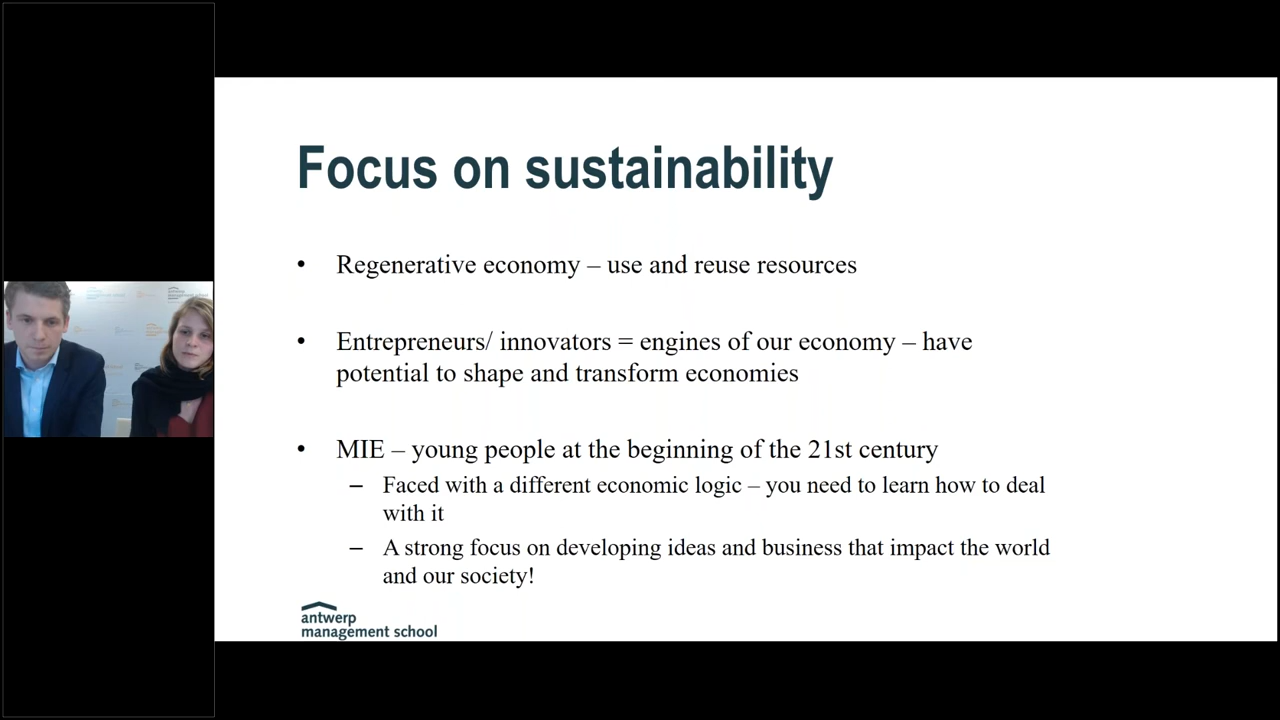 Focus on sustainability
• Regenerative economy – use and reuse resources
• Entrepreneurs/ innovators = engines of our economy – have
potential to shape and transform economies
• MIE – young people at the beginning of the 21st century
– Faced with a different economic logic – you need to learn how to deal
with it
– A strong focus on developing ideas and business that impact the world
and our society!
antwerp
management school